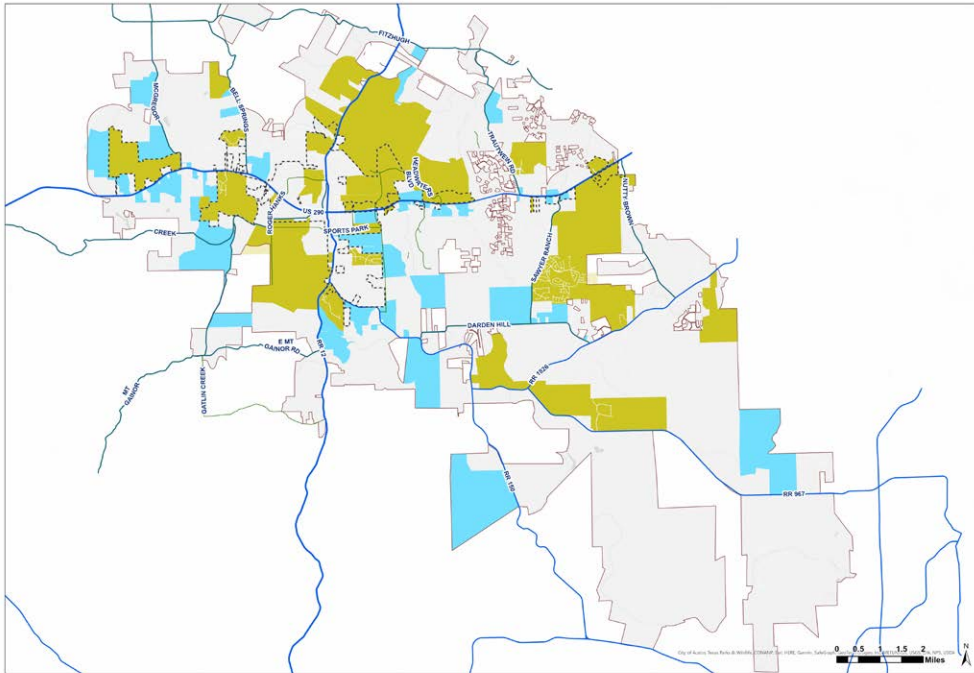 FITZHUGH
MCGREGOR
BELL SPRINGS
TRAUTWEIN RD
HEADWATERS
BLVD
NUTTY BROWN
ROGER HANKS
US 290
SPORTS PARK
CREEK
SAWYER RANCH
DARDEN HILL
E MT
GAINOR RD
RR 12
RR 1826
MT
GAINOR
GATLIN CREEK
RR 150
RR 967
N
0 0.5 1 1.5 2
Miles